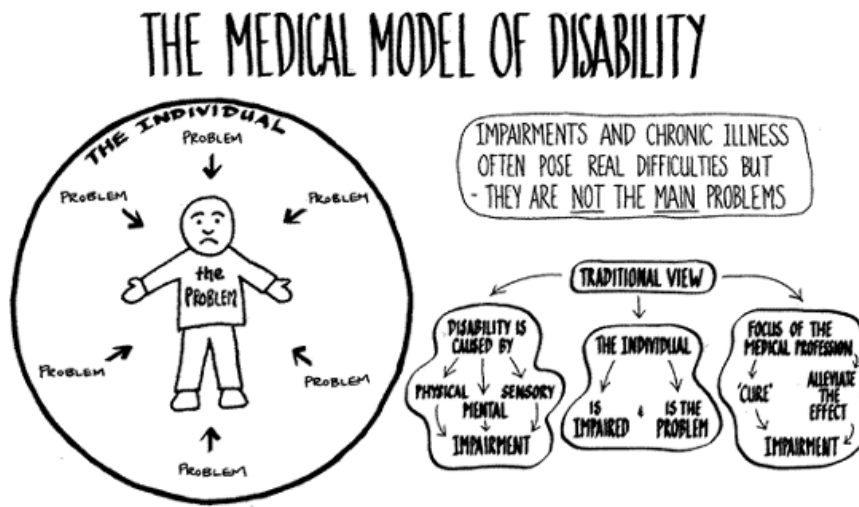 THE MEDICAL MODEL OF DISABILITY
THE INDIVIDUAL
PROBLEM
PROBLEM
PROBLEM
the
PROBLEM
PROBLEM
PROBLEM
PROBLEM
IMPAIRMENTS AND CHRONIC ILLNESS
OFTEN POSE REAL DIFFICULTIES BUT
- THEY ARE NOT THE MAIN PROBLEMS
TRADITIONAL VIEW
DISABILITY IS
CAUSED BY
PHYSICAL
SENSORY
MENTAL
IMPAIRMENT
THE INDIVIDUAL
IS
IMPAIRED
&
IS THE
PROBLEM
FOCUS OF THE
MEDICAL PROFESSION
'CURE'
ALLEVIATE
THE
EFFECT
IMPAIRMENT